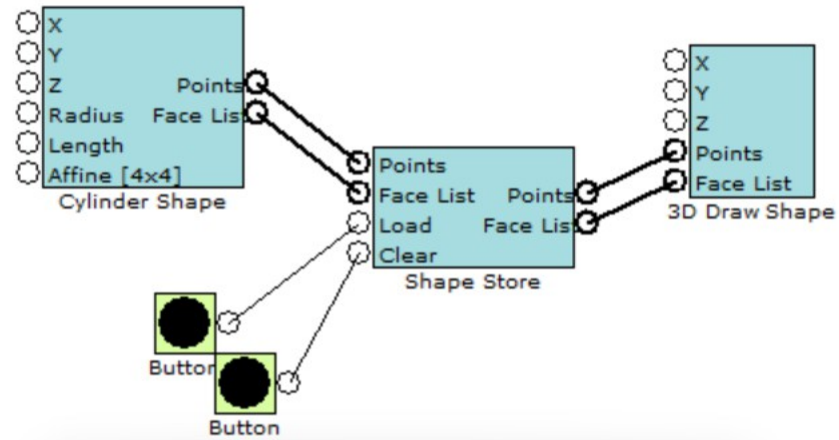 X
Y
Z
Points
Radius
Face List
Length
Affine [4x4]
Cylinder Shape
Points
Face List
Load
Clear
Points
Face List
Shape Store
X
Y
Z
Points
Face List
3D Draw Shape
Button
Button